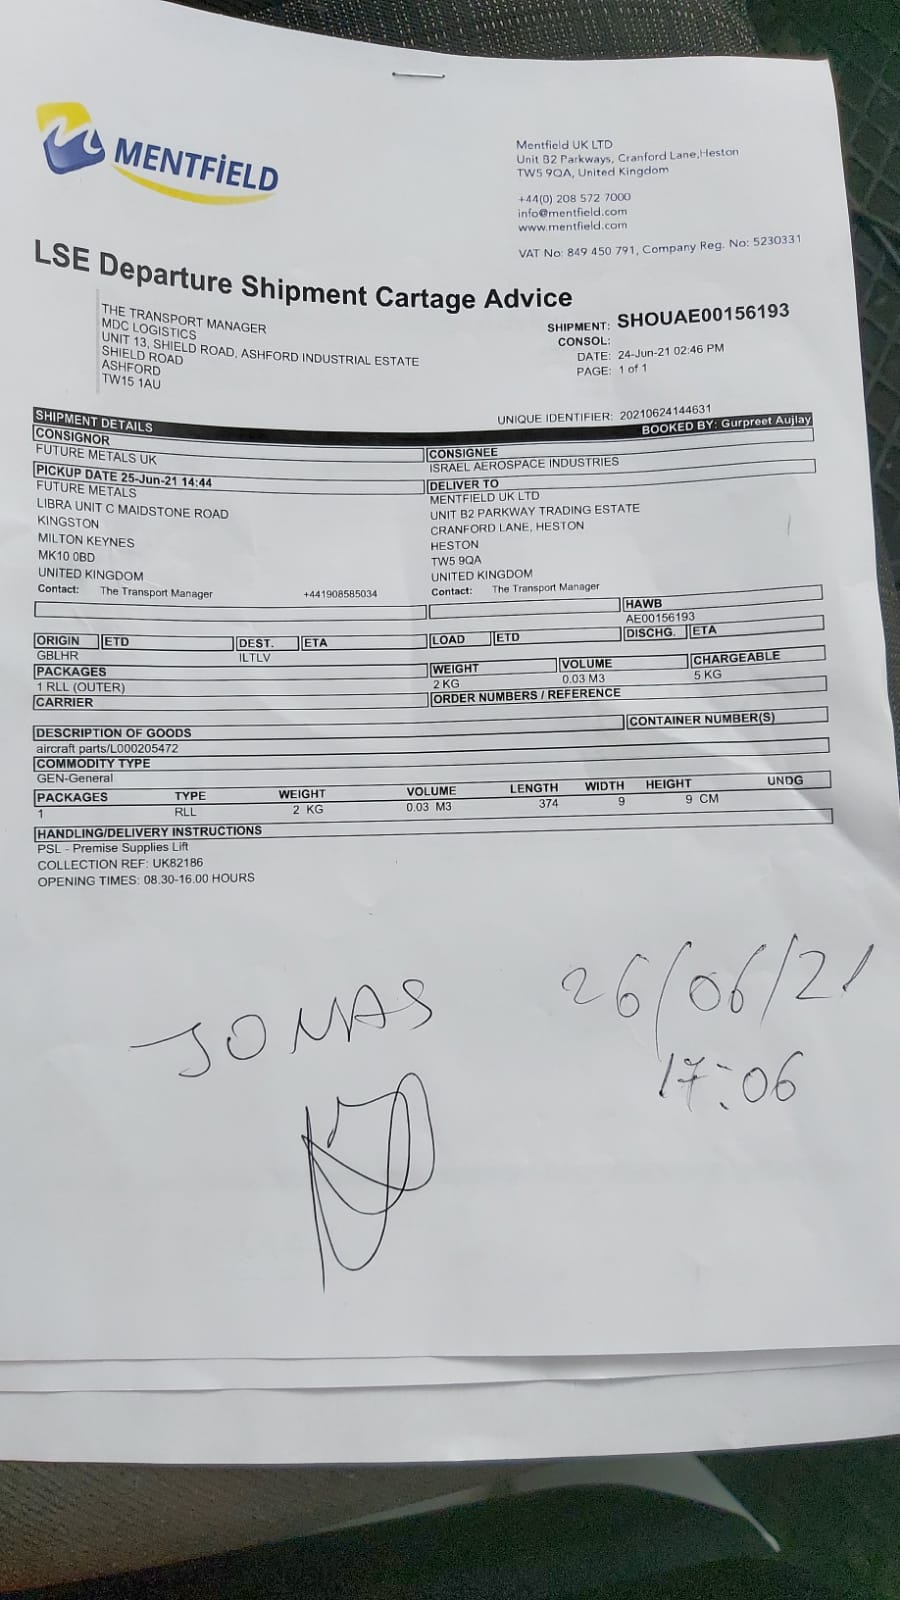 MENTFiELD
Mentfield UK LTD
Unit B2 Parkways, Cranford Lane,Heston
TW5 9QA, United Kingdom
+44(0) 208 572 7000
info@mentfield.com
www.mentfield.com
VAT No: 849 450 791, Company Reg. No: 5230331
LSE Departure Shipment Cartage Advice
THE TRANSPORT MANAGER
MDC LOGISTICS
UNIT 13, SHIELD ROAD, ASHFORD INDUSTRIAL ESTATE
SHIELD ROAD
ASHFORD
TW15 1AU
SHIPMENT: SHOUAE00156193
CONSOL:
DATE: 24-Jun-21 02:46 PM
PAGE: 1 of 1
UNIQUE IDENTIFIER: 20210624144631
SHIPMENT DETAILS BOOKED BY: Gurpreet Aujlay
CONSIGNOR
FUTURE METALS UK
PICKUP DATE 25-Jun-21 14:44
FUTURE METALS
LIBRA UNIT C MAIDSTONE ROAD
KINGSTON
MILTON KEYNES
MK10 0BD
UNITED KINGDOM
Contact: The Transport Manager +441908585034
CONSIGNEE
ISRAEL AEROSPACE INDUSTRIES
DELIVER TO
MENTFIELD UK LTD
UNIT B2 PARKWAY TRADING ESTATE
CRANFORD LANE, HESTON
HESTON
TW5 9QA
UNITED KINGDOM
Contact: The Transport Manager
HAWB
AE00156193
ORIGIN ETD DEST. ETA LOAD ETD DISCHG. ETA
GBLHR ILTLV
PACKAGES WEIGHT VOLUME CHARGEABLE
1 RLL (OUTER) 2 KG 0.03 M3 5 KG
CARRIER ORDER NUMBERS / REFERENCE
DESCRIPTION OF GOODS CONTAINER NUMBER(S)
aircraft parts/L000205472
COMMODITY TYPE
GEN-General
PACKAGES TYPE WEIGHT VOLUME LENGTH WIDTH HEIGHT UNDG
1 RLL 2 KG 0.03 M3 374 9 9 CM
HANDLING/DELIVERY INSTRUCTIONS
PSL - Premise Supplies Lift
COLLECTION REF: UK82186
OPENING TIMES: 08.30-16.00 HOURS
JONAS 26/06/21
17:06